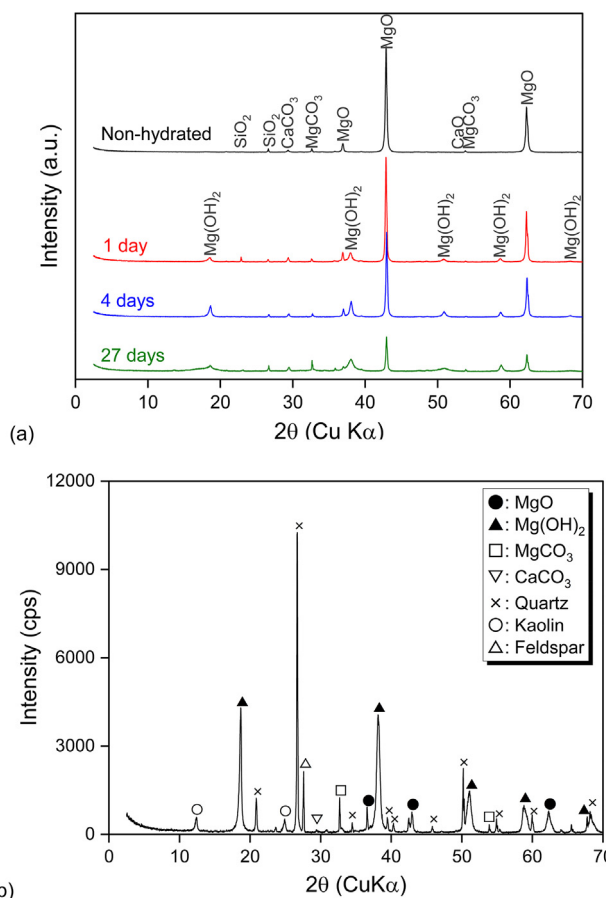 MgO
SiO₂
SiO₂
CaCO₃
MgCO₃
MgO
CaO
MgCO₃
MgO
Non-hydrated
Mg(OH)₂
Mg(OH)₂
Mg(OH)₂
Mg(OH)₂
Mg(OH)₂
1 day
4 days
27 days
Intensity (a.u.)
0 10 20 30 40 50 60 70
2θ (Cu Kα)
(a)
12000
9000
6000
3000
0
Intensity (cps)
: MgO
: Mg(OH)₂
: MgCO₃
: CaCO₃
: Quartz
: Kaolin
: Feldspar
0 10 20 30 40 50 60 70
2θ (CuKα)
)